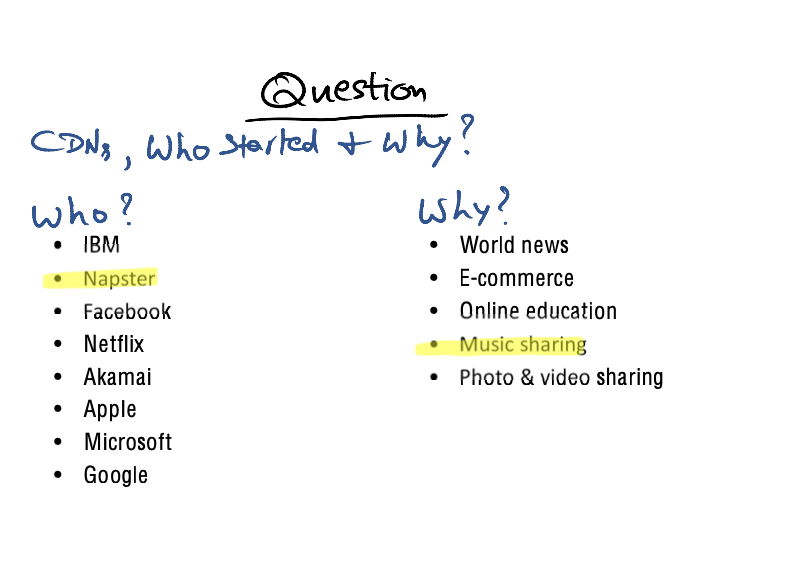 Question
CDNs, Who started + Why?
Who?
• IBM
• Napster
• Facebook
• Netflix
• Akamai
• Apple
• Microsoft
• Google
Why?
• World news
• E-commerce
• Online education
• Music sharing
• Photo & video sharing